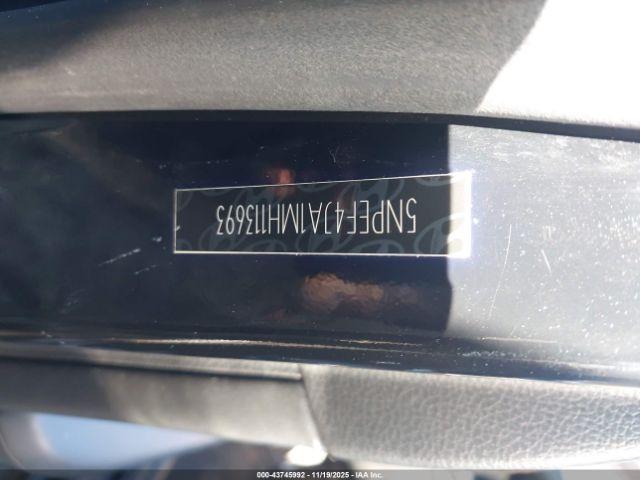 5NPEF4JA1MH113693
000-43745992 - 11/19/2025 - IAA Inc.